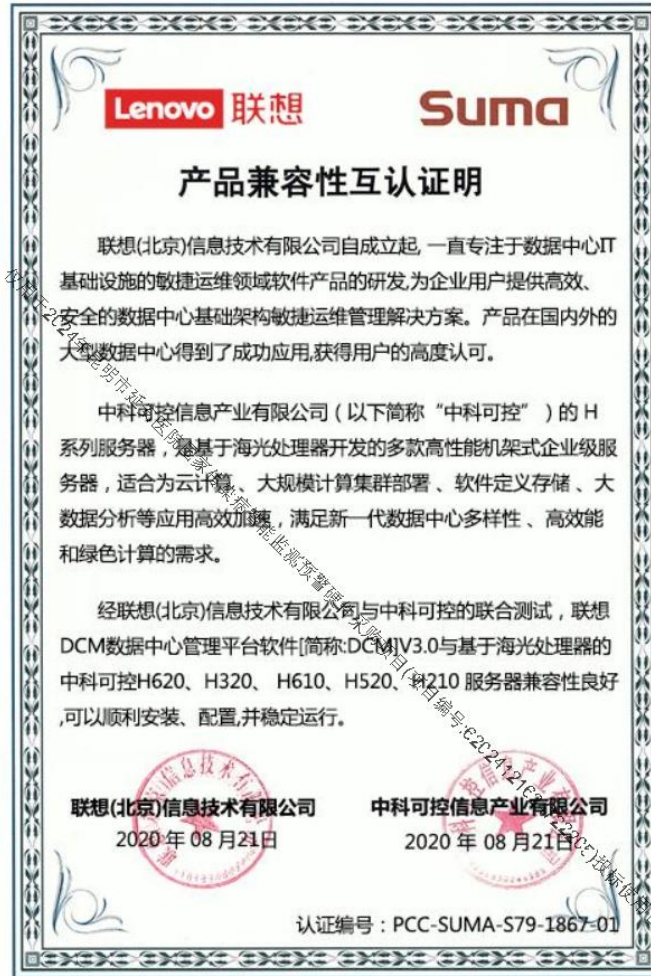 Lenovo 联想
Suma
产品兼容性互认证明
联想(北京)信息技术有限公司自成立起, 一直专注于数据中心IT
基础设施的敏捷运维领域软件产品的研发,为企业用户提供高效、
安全的数据中心基础架构敏捷运维管理解决方案。产品在国内外的
大型数据中心得到了成功应用,获得用户的高度认可。
中科可控信息产业有限公司（以下简称“中科可控”）的 H
系列服务器，是基于海光处理器开发的多款高性能机架式企业级服
务器，适合为云计算、、大规模计算集群部署、软件定义存储、大
数据分析等应用高效加速，满足新一代数据中心多样性、高效能
和绿色计算的需求。
经联想(北京)信息技术有限公司与中科可控的联合测试，联想
DCM数据中心管理平台软件[简称:DCM]V3.0与基于海光处理器的
中科可控H620、H320、 H610、H520、H210 服务器兼容性良好
,可以顺利安装、配置,并稳定运行。
联想(北京)信息技术有限公司
2020 年 08 月21日
中科可控信息产业有限公司
2020 年 08 月21日
认证编号：PCC-SUMA-S79-1867-01